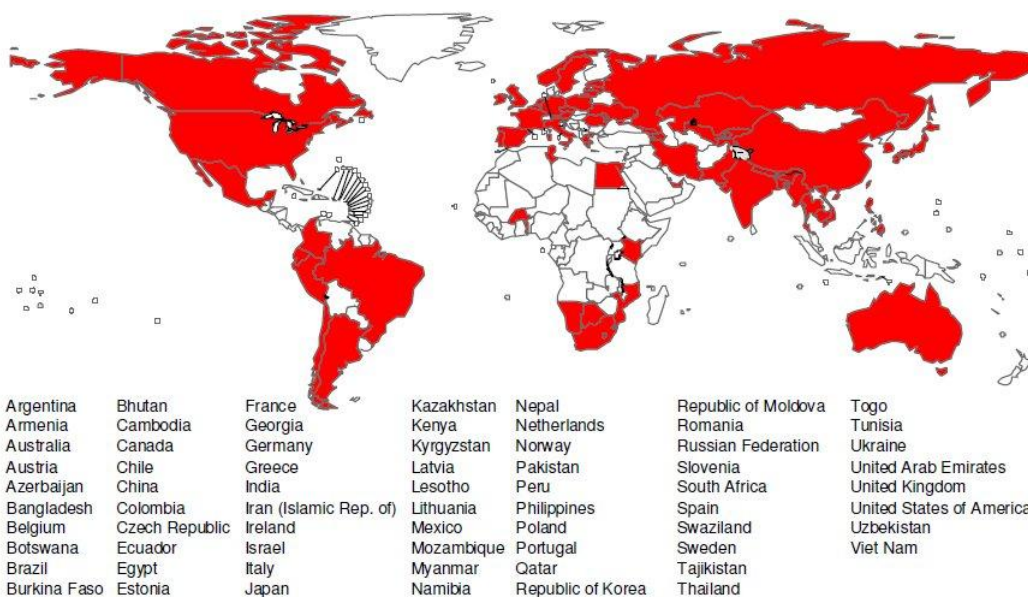 Argentina Bhutan France Kazakhstan Nepal Republic of Moldova Togo
Armenia Cambodia Georgia Kenya Netherlands Romania Tunisia
Australia Canada Germany Kyrgyzstan Norway Russian Federation Ukraine
Austria Chile Greece Latvia Pakistan Slovenia United Arab Emirates
Azerbaijan China India Lesotho Peru South Africa United Kingdom
Bangladesh Colombia Iran (Islamic Rep. of) Lithuania Philippines Spain United States of America
Belgium Czech Republic Ireland Mexico Poland Swaziland Uzbekistan
Botswana Ecuador Israel Mozambique Portugal Sweden Viet Nam
Brazil Egypt Italy Myanmar Qatar Tajikistan
Burkina Faso Estonia Japan Namibia Republic of Korea Thailand